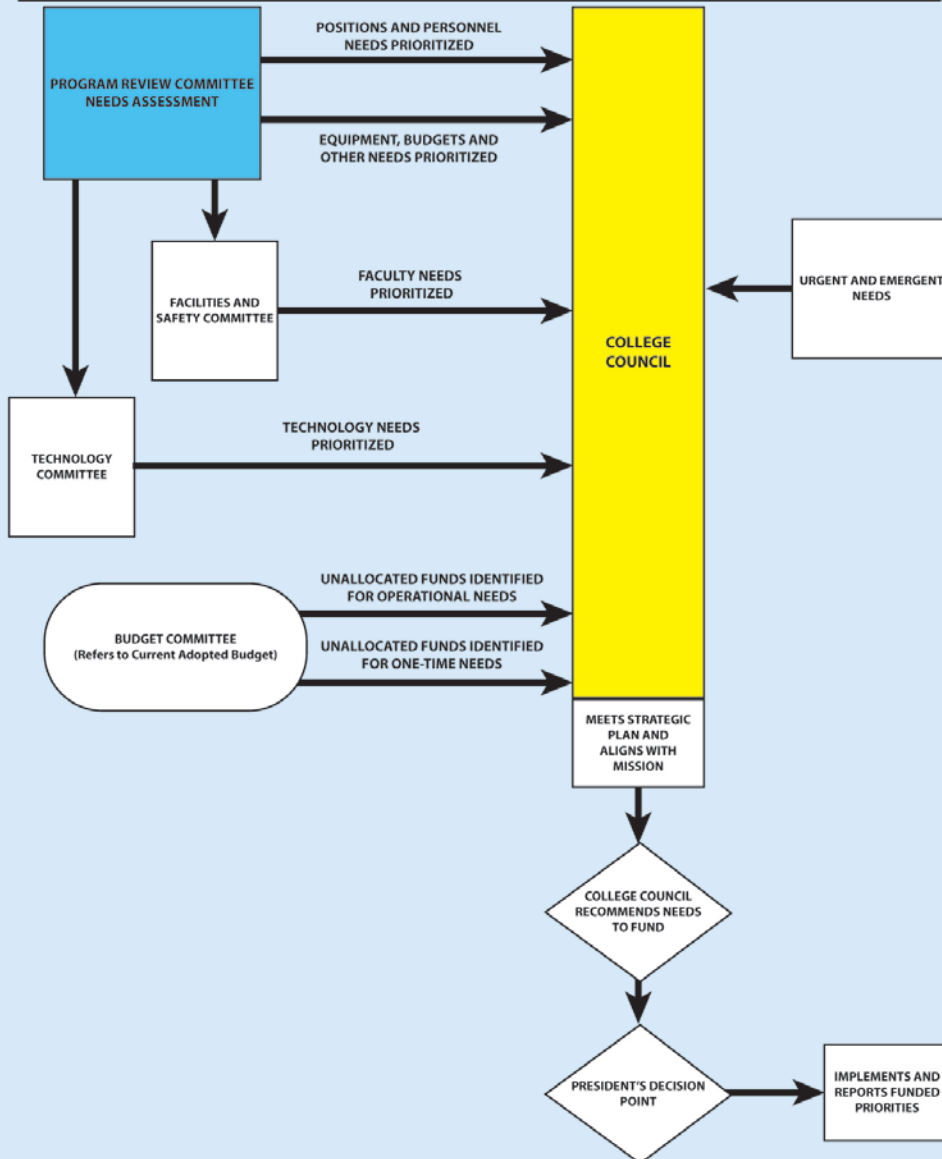 POSITIONS AND PERSONNEL
NEEDS PRIORITIZED
PROGRAM REVIEW COMMITTEE
NEEDS ASSESSMENT
EQUIPMENT, BUDGETS AND
OTHER NEEDS PRIORITIZED
FACILITIES AND
SAFETY COMMITTEE
FACULTY NEEDS
PRIORITIZED
URGENT AND EMERGENT
NEEDS
COLLEGE
COUNCIL
TECHNOLOGY
COMMITTEE
TECHNOLOGY NEEDS
PRIORITIZED
BUDGET COMMITTEE
(Refers to Current Adopted Budget)
UNALLOCATED FUNDS IDENTIFIED
FOR OPERATIONAL NEEDS
UNALLOCATED FUNDS IDENTIFIED
FOR ONE-TIME NEEDS
MEETS STRATEGIC
PLAN AND
ALIGNS WITH
MISSION
COLLEGE COUNCIL
RECOMMENDS NEEDS
TO FUND
PRESIDENT'S DECISION
POINT
IMPLEMENTS AND
REPORTS FUNDED
PRIORITIES